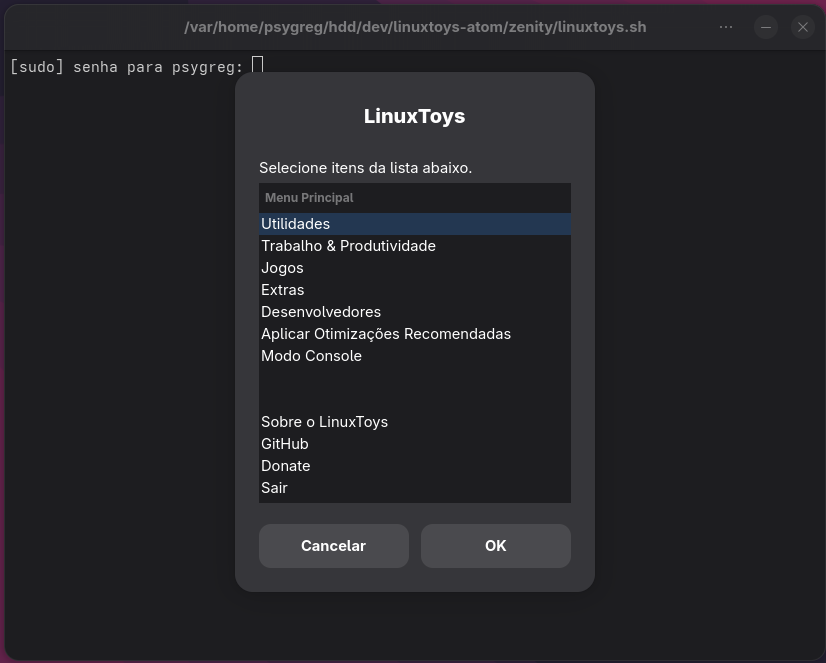 /var/home/psygreg/hdd/dev/linuxtoys-atom/zenity/linuxtoys.sh
[sudo] senha para psygreg:
LinuxToys
Selecione itens da lista abaixo.
Menu Principal
Utilidades
Trabalho & Produtividade
Jogos
Extras
Desenvolvedores
Aplicar Otimizações Recomendadas
Modo Console
Sobre o LinuxToys
GitHub
Donate
Sair
Cancelar
OK